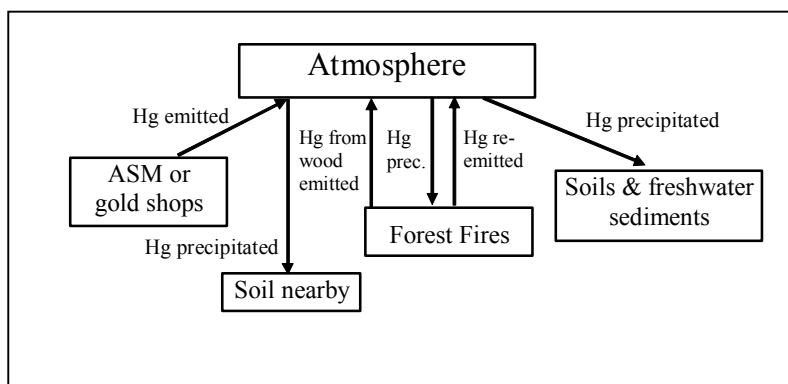 Atmosphere
Hg emitted
Hg from
wood
emitted
Hg
prec.
Hg re-
emitted
Hg precipitated
ASM or
gold shops
Soils & freshwater
sediments
Forest Fires
Hg precipitated
Soil nearby